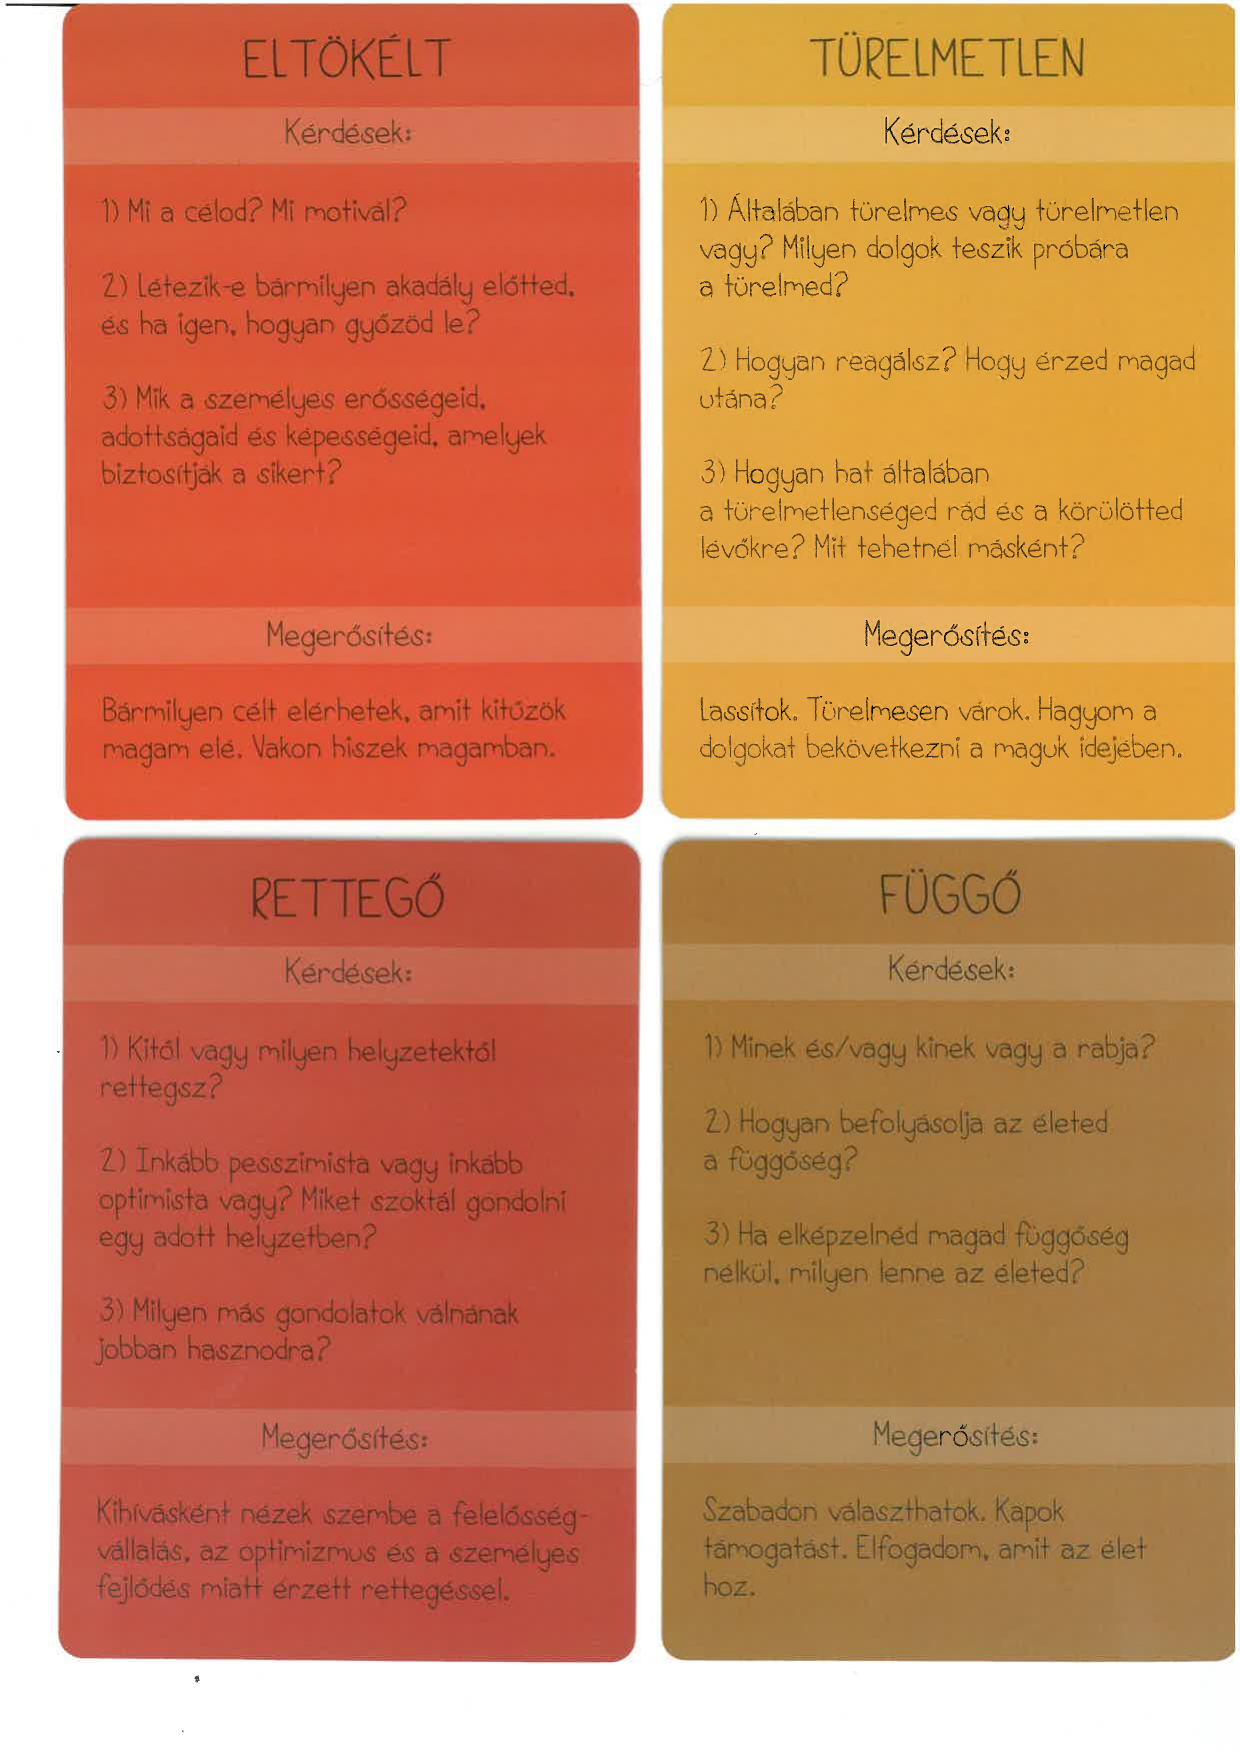 ELTÖKÉLT
Kérdések:
1) Mi a célod? Mi motivál?
2) Létezik-e bármilyen akadály előtted,
és ha igen, hogyan győzöd le?
3) Mik a személyes erősségeid,
adottságaid és képességeid, amelyek
biztosítják a sikert?
Megerősítés:
Bármilyen célt elérhetek, amit kitűzök
magam elé. Vakon hiszek magamban.
TÜRELMETLEN
Kérdések:
1) Általában türelmes vagy türelmetlen
vagy? Milyen dolgok teszik próbára
a türelmed?
2) Hogyan reagálsz? Hogy érzed magad
utána?
3) Hogyan hat általában
a türelmetlenséged rád és a körülötted
lévőkre? Mit tehetnél másként?
Megerősítés:
Lassítok. Türelmesen várok. Hagyom a
dolgokat bekövetkezni a maguk idejében.
RETTEGŐ
Kérdések:
1) Kitől vagy milyen helyzetektől
rettegsz?
2) Inkább pesszimista vagy inkább
optimista vagy? Miket szoktál gondolni
egy adott helyzetben?
3) Milyen más gondolatok válnának
jobban hasznodra?
Megerősítés:
Kihívásként nézek szembe a felelősség-
vállalás, az optimizmus és a személyes
fejlődés miatt érzett rettegéssel.
FÜGGŐ
Kérdések:
1) Minek és/vagy kinek vagy a rabja?
2) Hogyan befolyásolja az életed
a függőség?
3) Ha elképzelnéd magad függőség
nélkül, milyen lenne az életed?
Megerősítés:
Szabadon választhatok. Kapok
támogatást. Elfogadom, amit az élet
hoz.